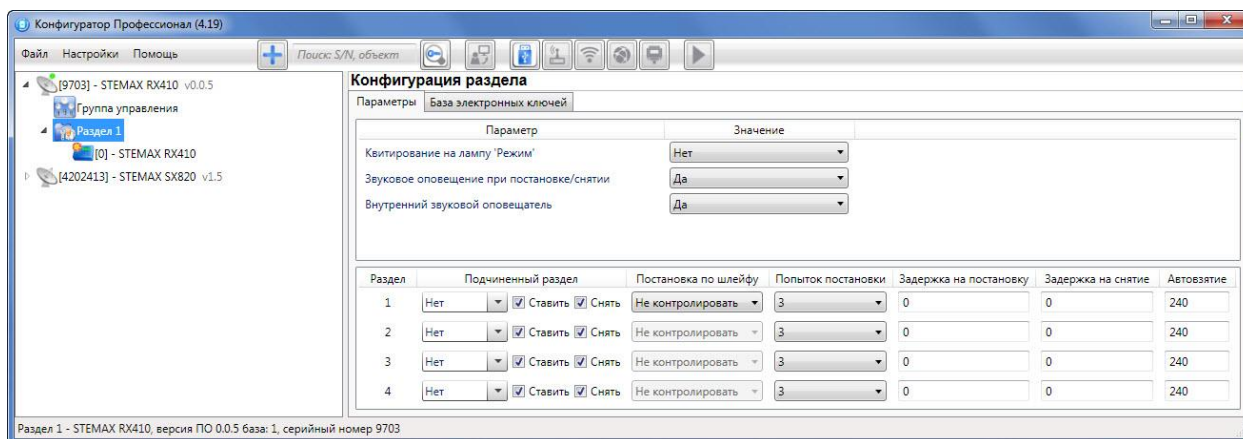 Конфигуратор Профессионал (4.19)
Файл Настройки Помощь Поиск: S/N, объект
[9703] - STEMAX RX410 v0.0.5
Группа управления
Раздел 1
[0] - STEMAX RX410
[4202413] - STEMAX SX820 v1.5
Конфигурация раздела
Параметры База электронных ключей
Параметр Значение
Квитирование на лампу 'Режим' Нет
Звуковое оповещение при постановке/снятии Да
Внутренний звуковой оповещатель Да
Раздел Подчиненный раздел Постановка по шлейфу Попыток постановки Задержка на постановку Задержка на снятие Автовзятие
1 Нет Ставить Снять Не контролировать 3 0 0 240
2 Нет Ставить Снять Не контролировать 3 0 0 240
3 Нет Ставить Снять Не контролировать 3 0 0 240
4 Нет Ставить Снять Не контролировать 3 0 0 240
Раздел 1 - STEMAX RX410, версия ПО 0.0.5 база: 1, серийный номер 9703